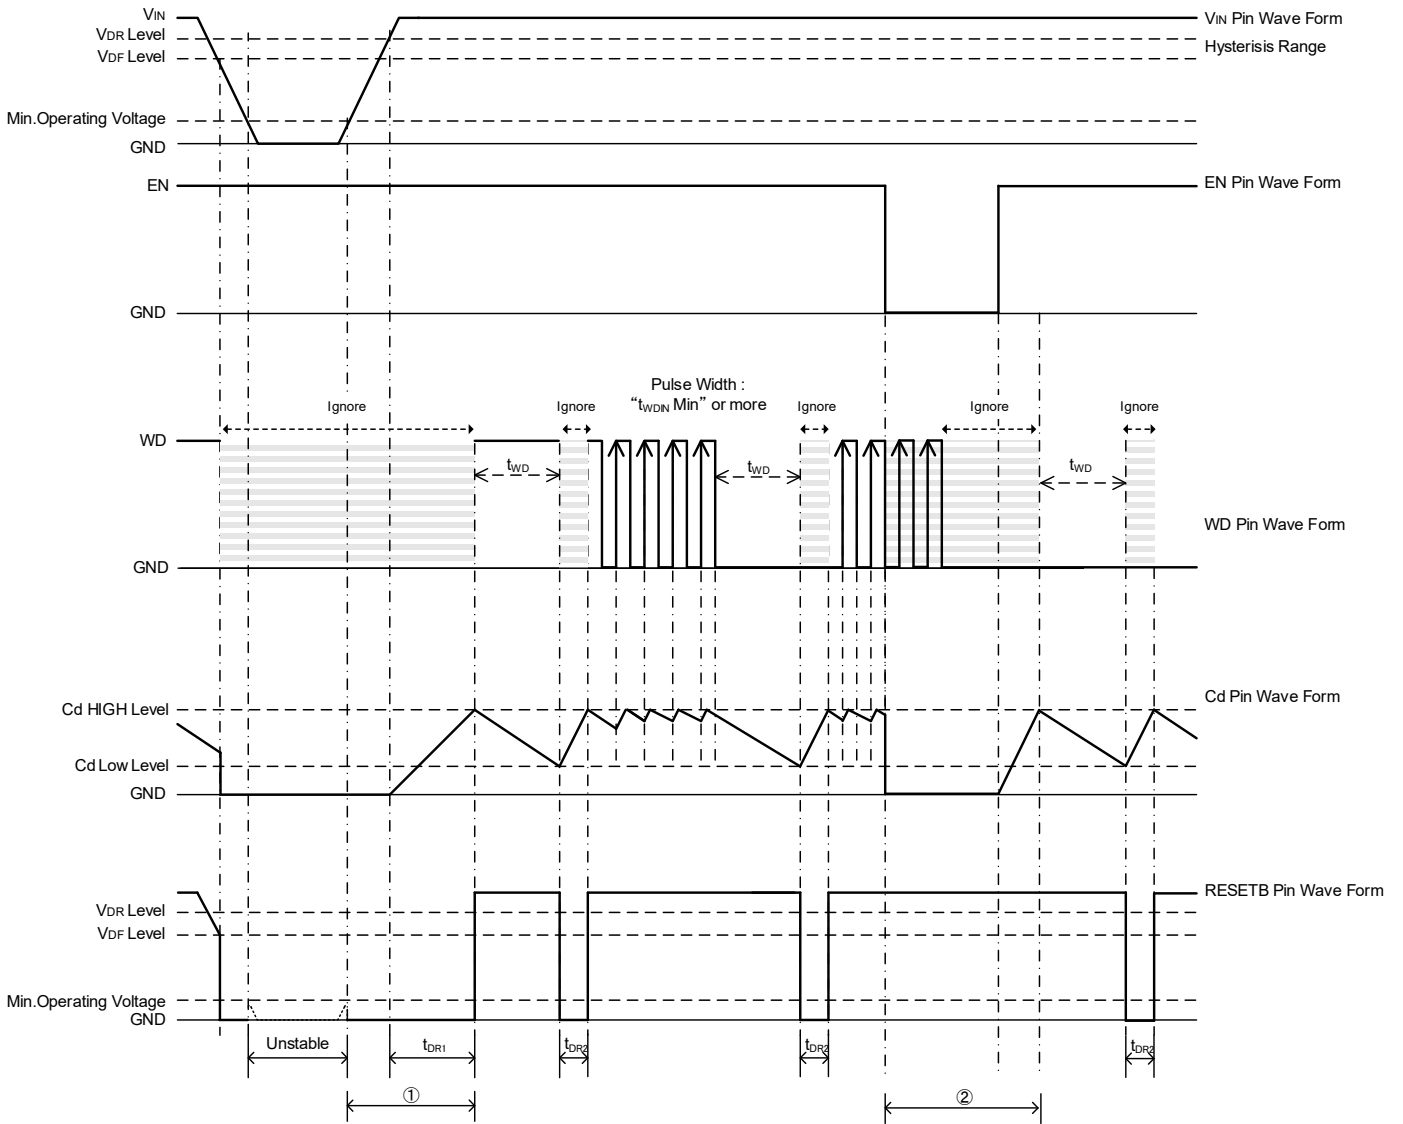 VIN
VIN Pin Wave Form
VDR Level
Hysterisis Range
VDF Level
Min.Operating Voltage
GND
EN
EN Pin Wave Form
GND
Pulse Width :
“tWDIN Min” or more
Ignore
Ignore
Ignore
Ignore
Ignore
WD
tWD
tWD
tWD
WD Pin Wave Form
GND
Cd Pin Wave Form
Cd HIGH Level
Cd Low Level
GND
RESETB Pin Wave Form
VDR Level
VDF Level
Min.Operating Voltage
GND
Unstable
tDR1
tDR2
tDR2
tDR2
①
②